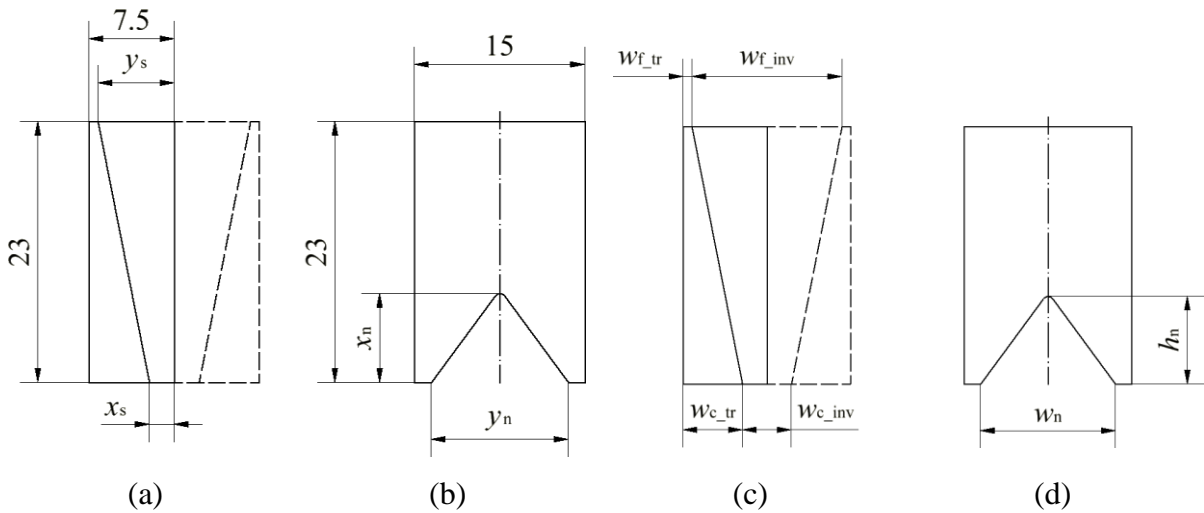 7.5
ys
23
xs
(a)
15
23
xn
yn
(b)
wf_tr
wf_inv
wc_tr
wc_inv
(c)
hn
wn
(d)